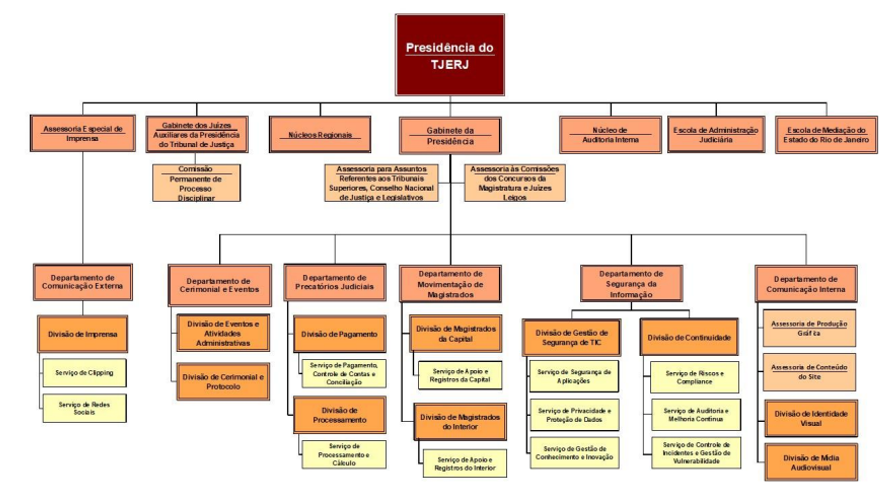 Presidência do
TJERJ
Assessoria Especial de
Imprensa
Gabinete dos Juízes
Auxiliares da Presidência
do Tribunal de Justiça
Núcleos Regionais
Gabinete da
Presidência
Núcleo de
Auditoria Interna
Escola de Administração
Judiciária
Escola de Mediação do
Estado do Rio de Janeiro
Comissão
Permanente de
Processo
Disciplinar
Assessoria para Assuntos
Referentes aos Tribunais
Superiores, Conselho Nacional
de Justiça e Legislativos
Assessoria às Comissões
dos Concursos da
Magistratura e Juízes
Leigos
Departamento de
Comunicação Externa
Departamento de
Cerimonial e Eventos
Departamento de
Precatórios Judiciais
Departamento de
Movimentação de
Magistrados
Departamento de
Segurança da
Informação
Departamento de
Comunicação Interna
Divisão de Imprensa
Serviço de Clipping
Serviço de Redes
Sociais
Divisão de Eventos e
Atividades
Administrativas
Divisão de Cerimonial e
Protocolo
Divisão de Pagamento
Serviço de Pagamento,
Controle de Contas e
Conciliação
Divisão de
Processamento
Serviço de
Processamento e
Cálculo
Divisão de Magistrados
da Capital
Serviço de Apoio e
Registros da Capital
Divisão de Magistrados
do Interior
Serviço de Apoio e
Registros do Interior
Divisão de Gestão de
Segurança de TIC
Serviço de Segurança de
Aplicações
Serviço de Privacidade e
Proteção de Dados
Serviço de Gestão de
Conhecimento e Inovação
Divisão de Continuidade
Serviço de Riscos e
Compliance
Serviço de Auditoria e
Melhoria Contínua
Serviço de Controle de
Incidentes e Gestão de
Vulnerabilidade
Assessoria de Produção
Gráfica
Assessoria de Conteúdo
do Site
Divisão de Identidade
Visual
Divisão de Mídia
Audiovisual